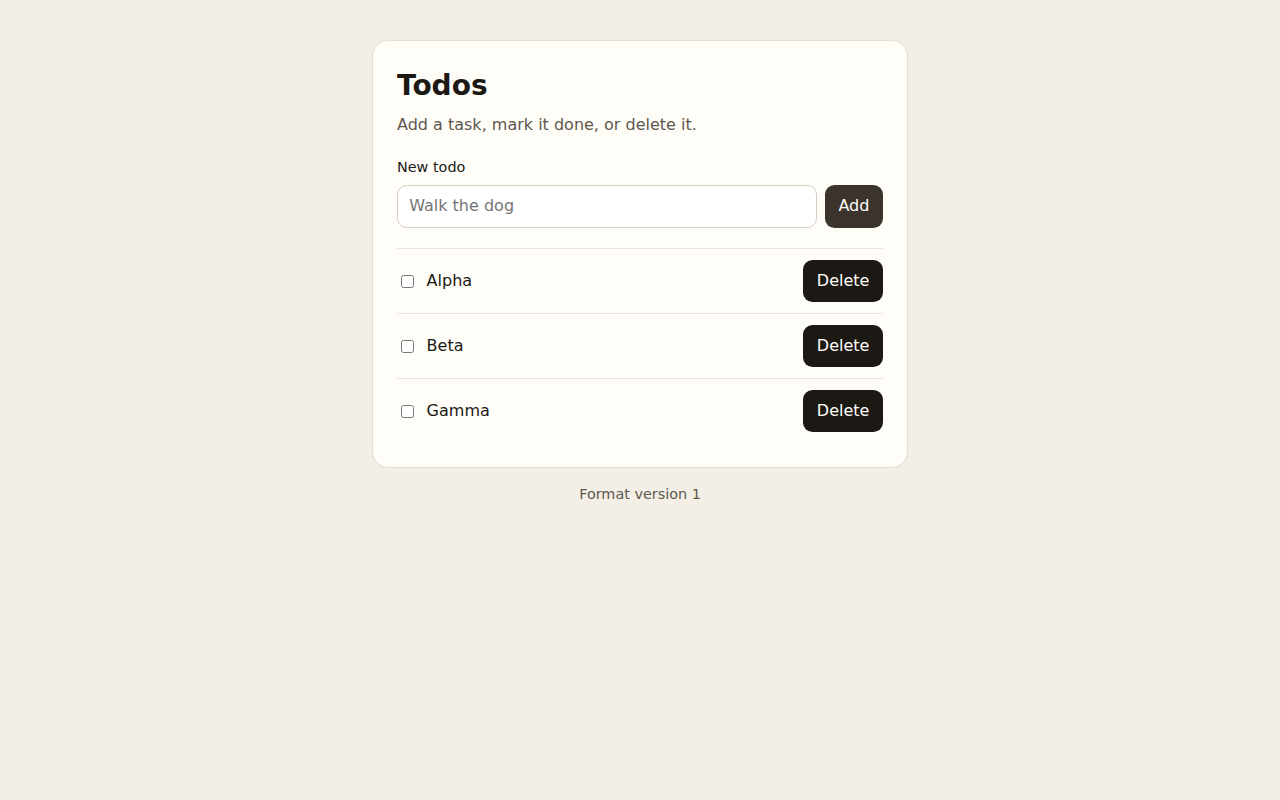 Todos
Add a task, mark it done, or delete it.
New todo
Walk the dog Add
Alpha Delete
Beta Delete
Gamma Delete
Format version 1